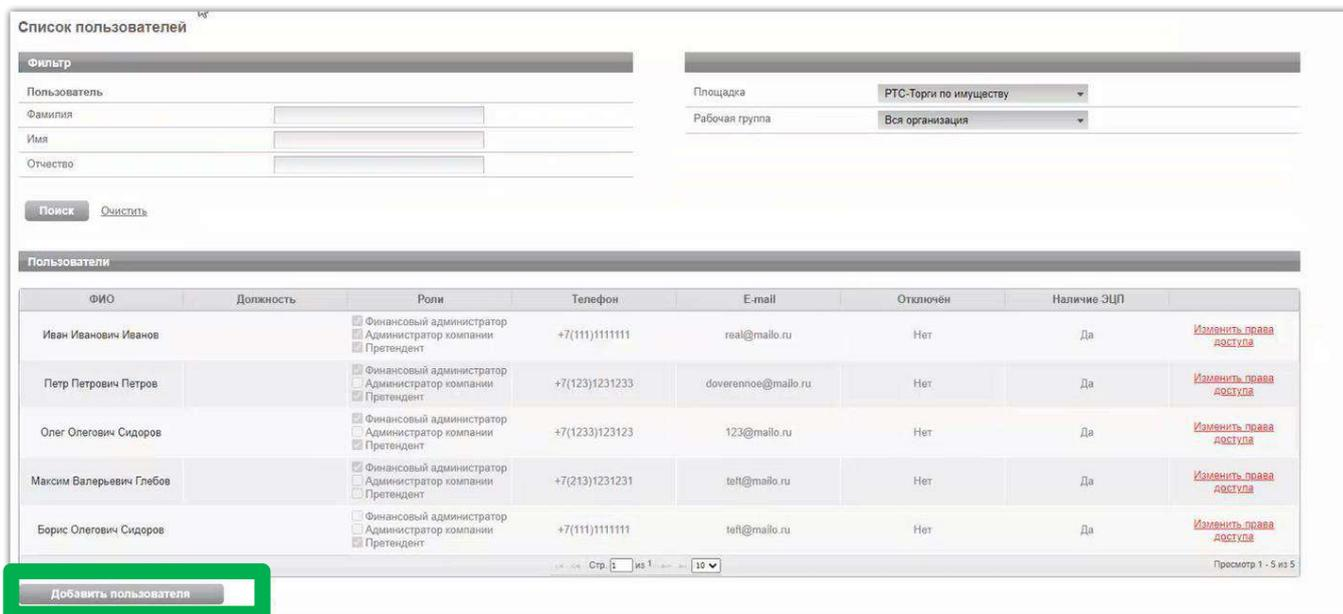 Список пользователей
Фильтр
Пользователь
Фамилия
Имя
Отчество
Площадка РТС-Торги по имуществу
Рабочая группа Вся организация
Поиск Очистить
Пользователи
ФИО Должность Роли Телефон E-mail Отключён Наличие ЭЦП
Иван Иванович Иванов Финансовый администратор Администратор компании Претендент +7(111)1111111 real@mailo.ru Нет Да Изменить права доступа
Петр Петрович Петров Финансовый администратор Администратор компании Претендент +7(123)1231233 doverennoe@mailo.ru Нет Да Изменить права доступа
Олег Олегович Сидоров Финансовый администратор Администратор компании Претендент +7(1233)123123 123@mailo.ru Нет Да Изменить права доступа
Максим Валерьевич Глебов Финансовый администратор Администратор компании Претендент +7(213)1231231 teft@mailo.ru Нет Да Изменить права доступа
Борис Олегович Сидоров Финансовый администратор Администратор компании Претендент +7(111)1111111 teft@mailo.ru Нет Да Изменить права доступа
Стр. 1 из 1 10 Просмотр 1 - 5 из 5
Добавить пользователя